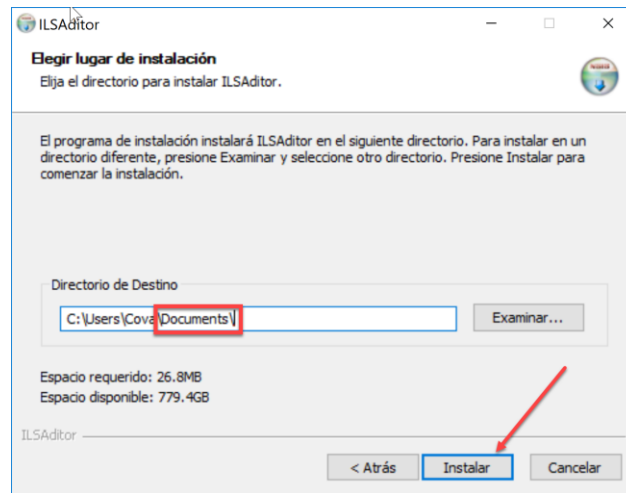 ILSAditor
Elegir lugar de instalación
Elija el directorio para instalar ILSAditor.
El programa de instalación instalará ILSAditor en el siguiente directorio. Para instalar en un
directorio diferente, presione Examinar y seleccione otro directorio. Presione Instalar para
comenzar la instalación.
Directorio de Destino
C:\Users\Cova\Documents\
Examinar...
Espacio requerido: 26.8MB
Espacio disponible: 779.4GB
ILSAditor
< Atrás Instalar Cancelar